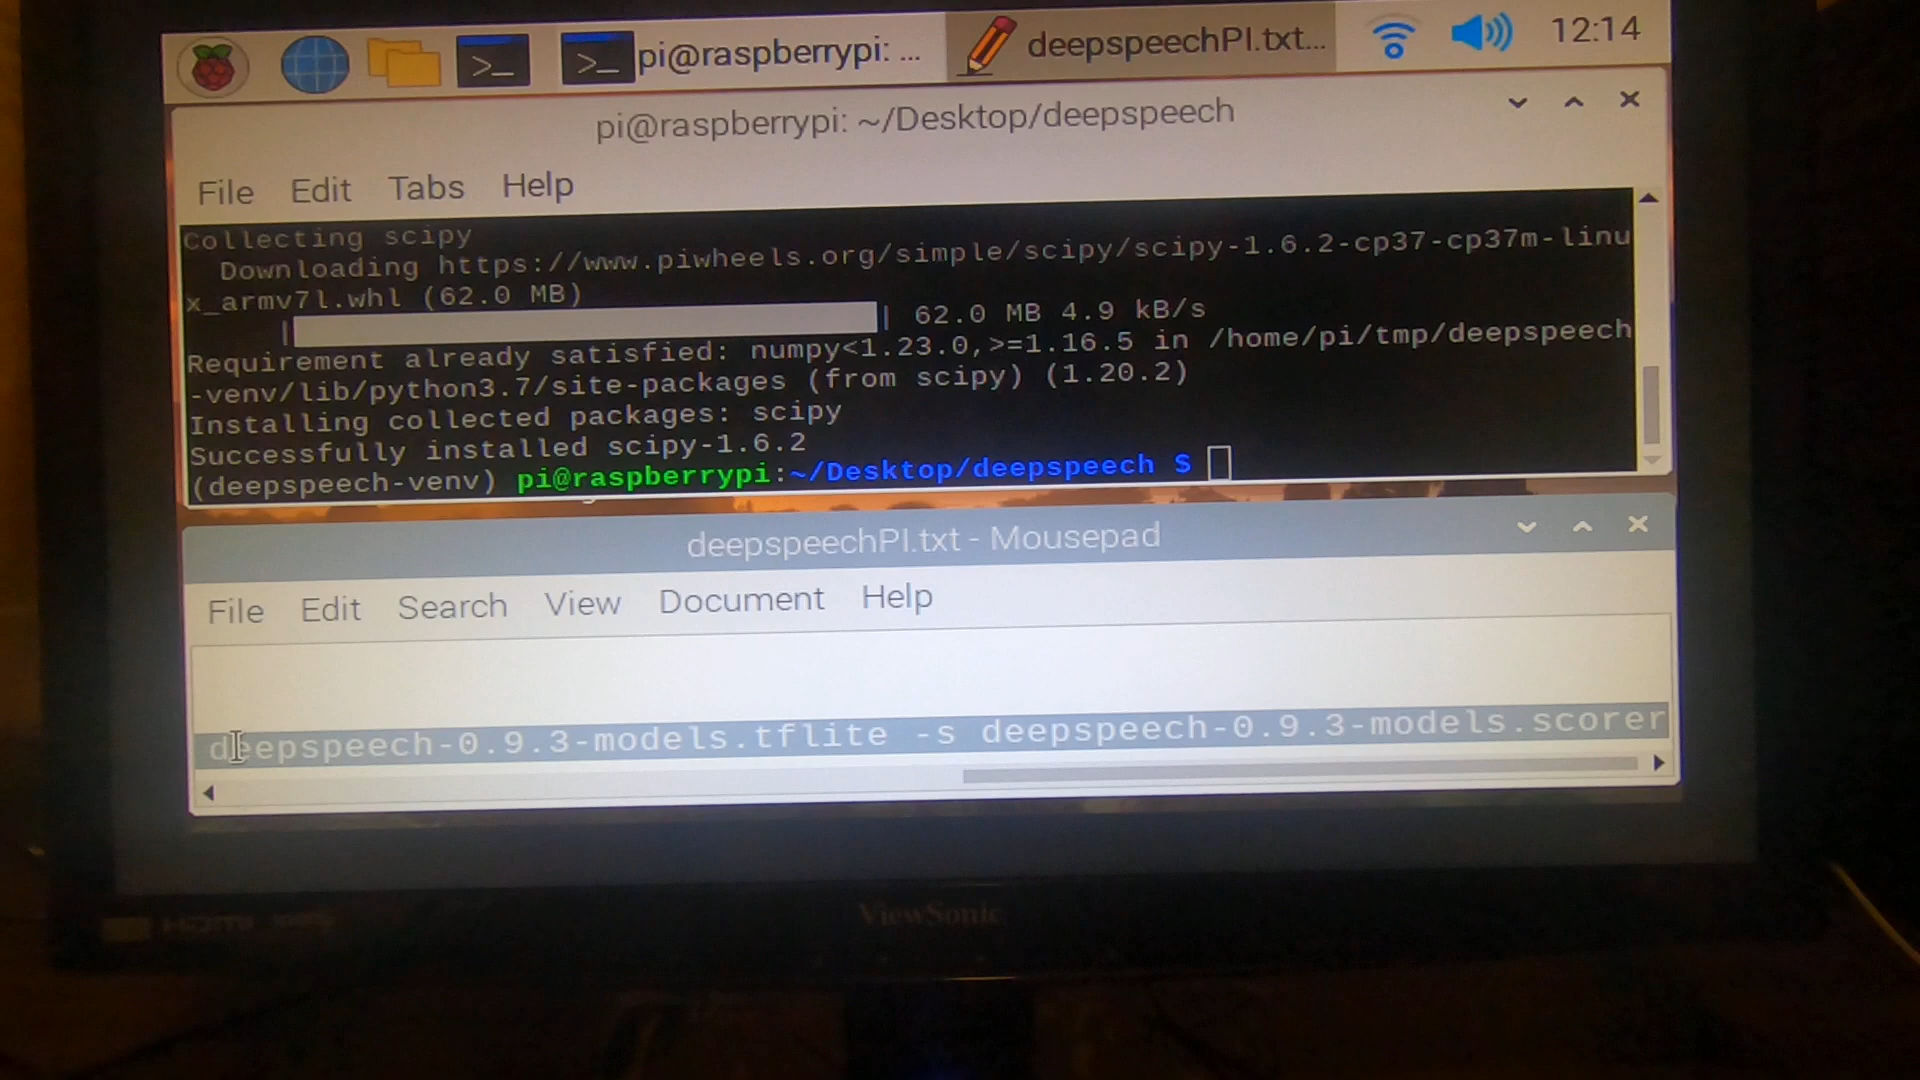 pi@raspberrypi: ...
deepspeechPI.txt...
12:14
pi@raspberrypi: ~/Desktop/deepspeech
File Edit Tabs Help
Collecting scipy
Downloading https://www.piwheels.org/simple/scipy/scipy-1.6.2-cp37-cp37m-linu
x_armv7l.whl (62.0 MB)
| | 62.0 MB 4.9 kB/s
Requirement already satisfied: numpy<1.23.0,>=1.16.5 in /home/pi/tmp/deepspeech
-venv/lib/python3.7/site-packages (from scipy) (1.20.2)
Installing collected packages: scipy
Successfully installed scipy-1.6.2
(deepspeech-venv) pi@raspberrypi:~/Desktop/deepspeech $
deepspeechPI.txt - Mousepad
File Edit Search View Document Help
deepspeech-0.9.3-models.tflite -s deepspeech-0.9.3-models.scorer
HDMI
ViewSonic